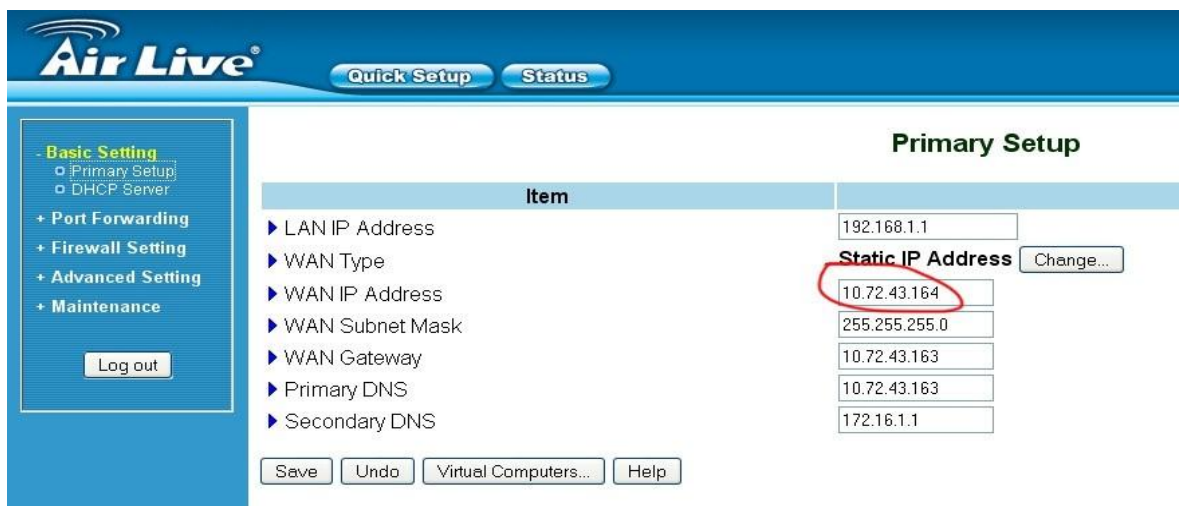 Air Live®
Quick Setup Status
- Basic Setting
Primary Setup
DHCP Server
+ Port Forwarding
+ Firewall Setting
+ Advanced Setting
+ Maintenance
Log out
Primary Setup
Item
LAN IP Address 192.168.1.1
WAN Type Static IP Address Change...
WAN IP Address 10.72.43.164
WAN Subnet Mask 255.255.255.0
WAN Gateway 10.72.43.163
Primary DNS 10.72.43.163
Secondary DNS 172.16.1.1
Save Undo Virtual Computers... Help